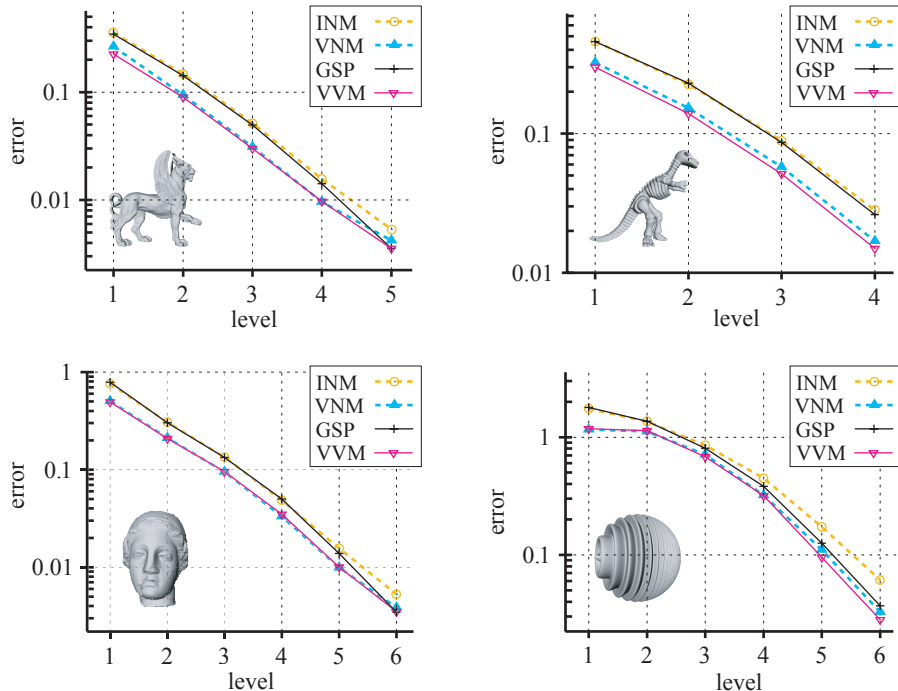 INM
VNM
GSP
VVM
error
0.1
0.01
1 2 3 4 5
level
INM
VNM
GSP
VVM
error
0.1
0.01
1 2 3 4
level
INM
VNM
GSP
VVM
error
1
0.1
0.01
1 2 3 4 5 6
level
INM
VNM
GSP
VVM
error
1
0.1
1 2 3 4 5 6
level